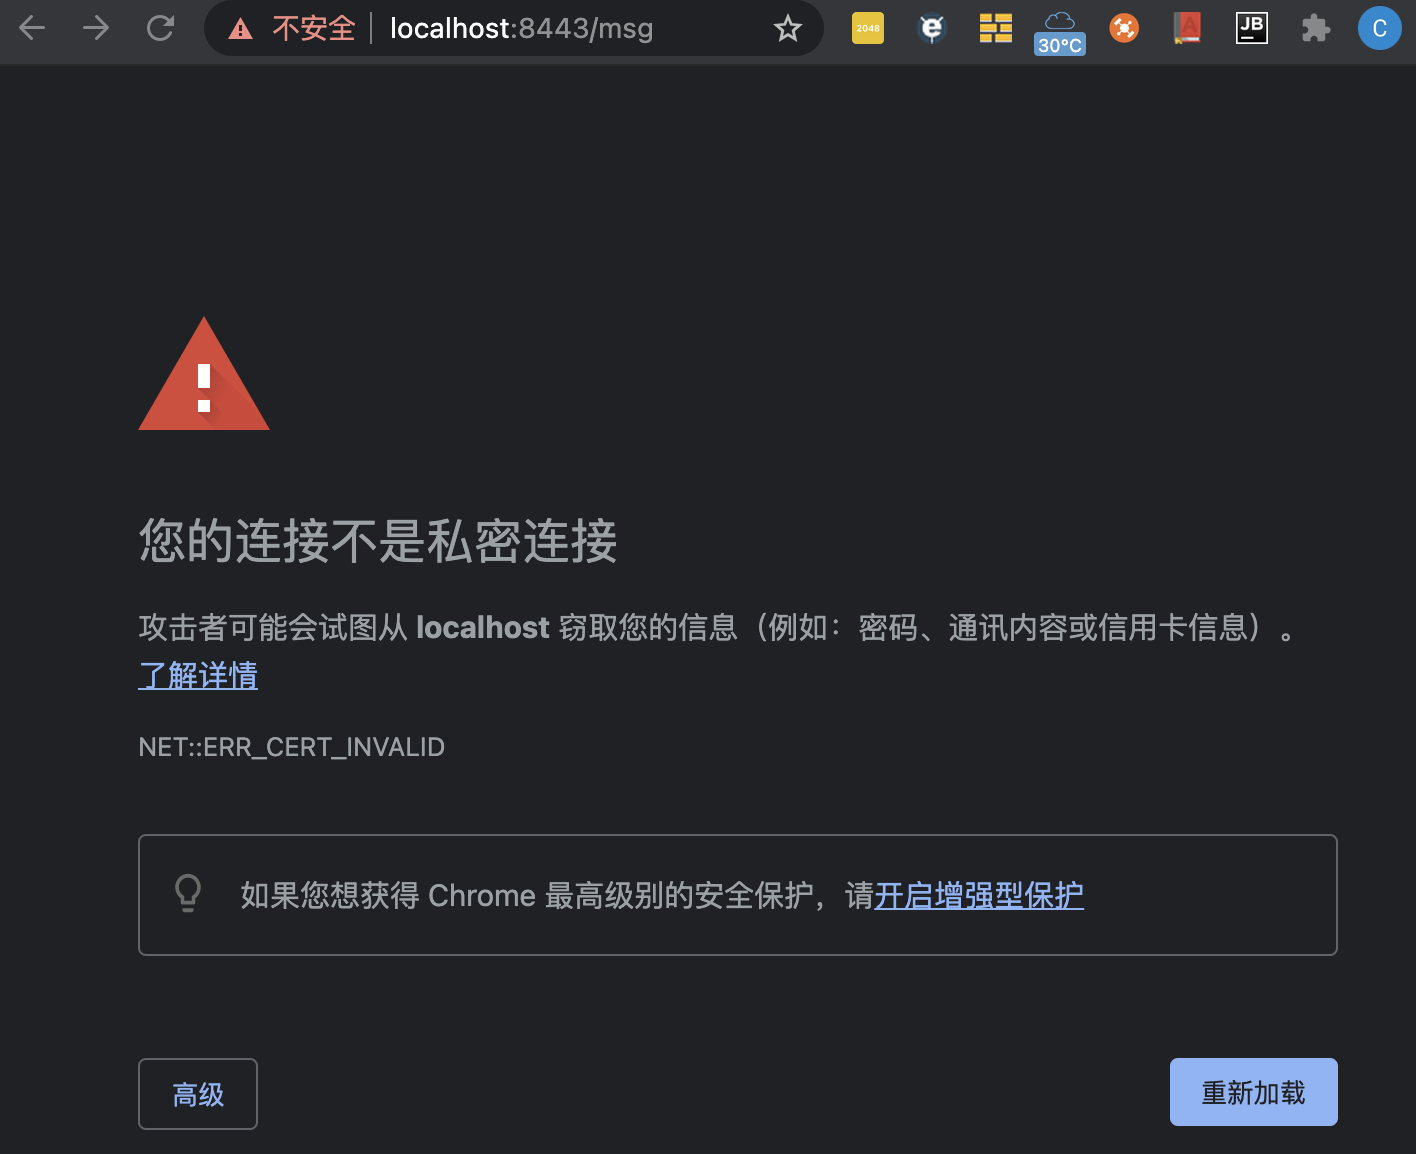 不安全 localhost:8443/msg
2048
30°C
A
JB
C
您的连接不是私密连接
攻击者可能会试图从 localhost 窃取您的信息（例如：密码、通讯内容或信用卡信息）。
了解详情
NET::ERR_CERT_INVALID
如果您想获得 Chrome 最高级别的安全保护，请开启增强型保护
高级
重新加载